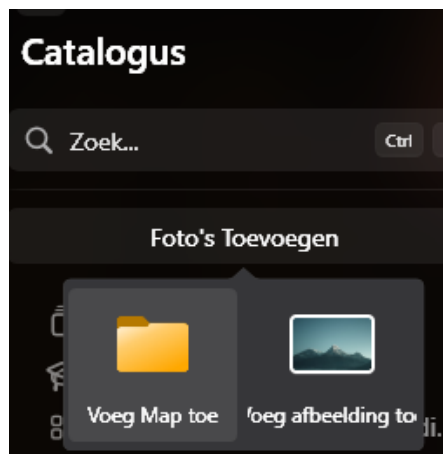 Catalogus
Zoek...
Ctrl
Foto's Toevoegen
Voeg Map toe
afbeelding